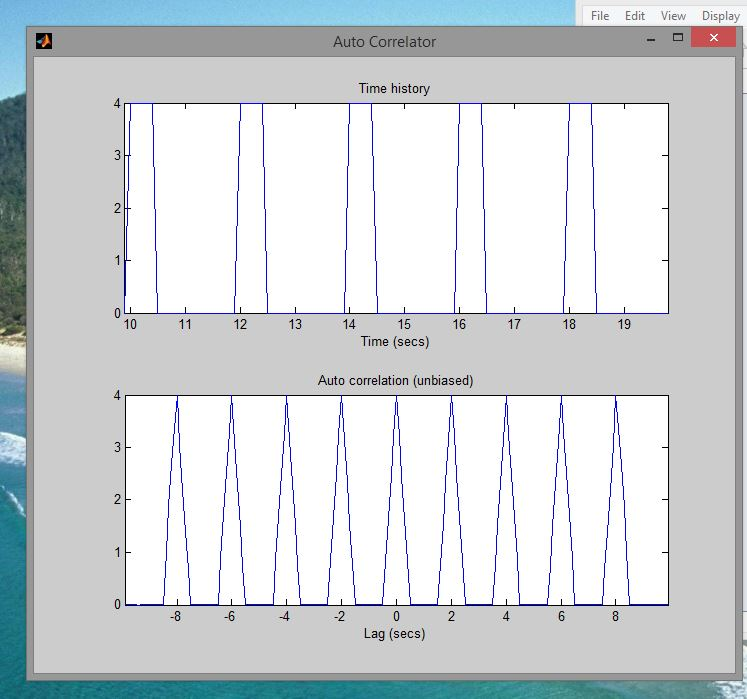 File Edit View Display
Auto Correlator
Time history
4
3
2
1
0
10 11 12 13 14 15 16 17 18 19
Time (secs)
Auto correlation (unbiased)
4
3
2
1
0
-8 -6 -4 -2 0 2 4 6 8
Lag (secs)